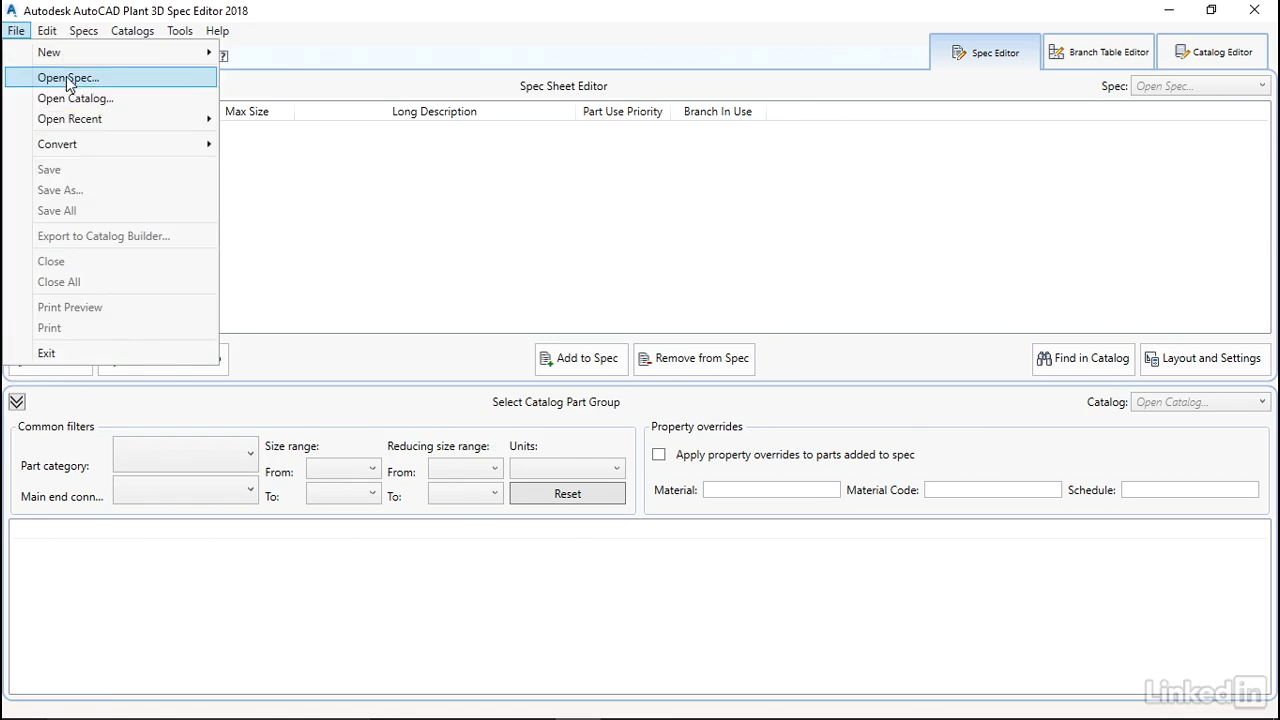 Autodesk AutoCAD Plant 3D Spec Editor 2018
File Edit Specs Catalogs Tools Help
New
Open Spec...
Open Catalog...
Open Recent
Convert
Save
Save As...
Save All
Export to Catalog Builder...
Close
Close All
Print Preview
Print
Exit
?
Spec Editor Branch Table Editor Catalog Editor
Spec Sheet Editor Spec: Open Spec...
Max Size Long Description Part Use Priority Branch In Use
Add to Spec Remove from Spec Find in Catalog Layout and Settings
Select Catalog Part Group Catalog: Open Catalog...
Common filters Property overrides
Part category: Size range: Reducing size range: Units: Apply property overrides to parts added to spec
From: From:
Main end conn... To: To: Reset Material: Material Code: Schedule:
LinkedIn